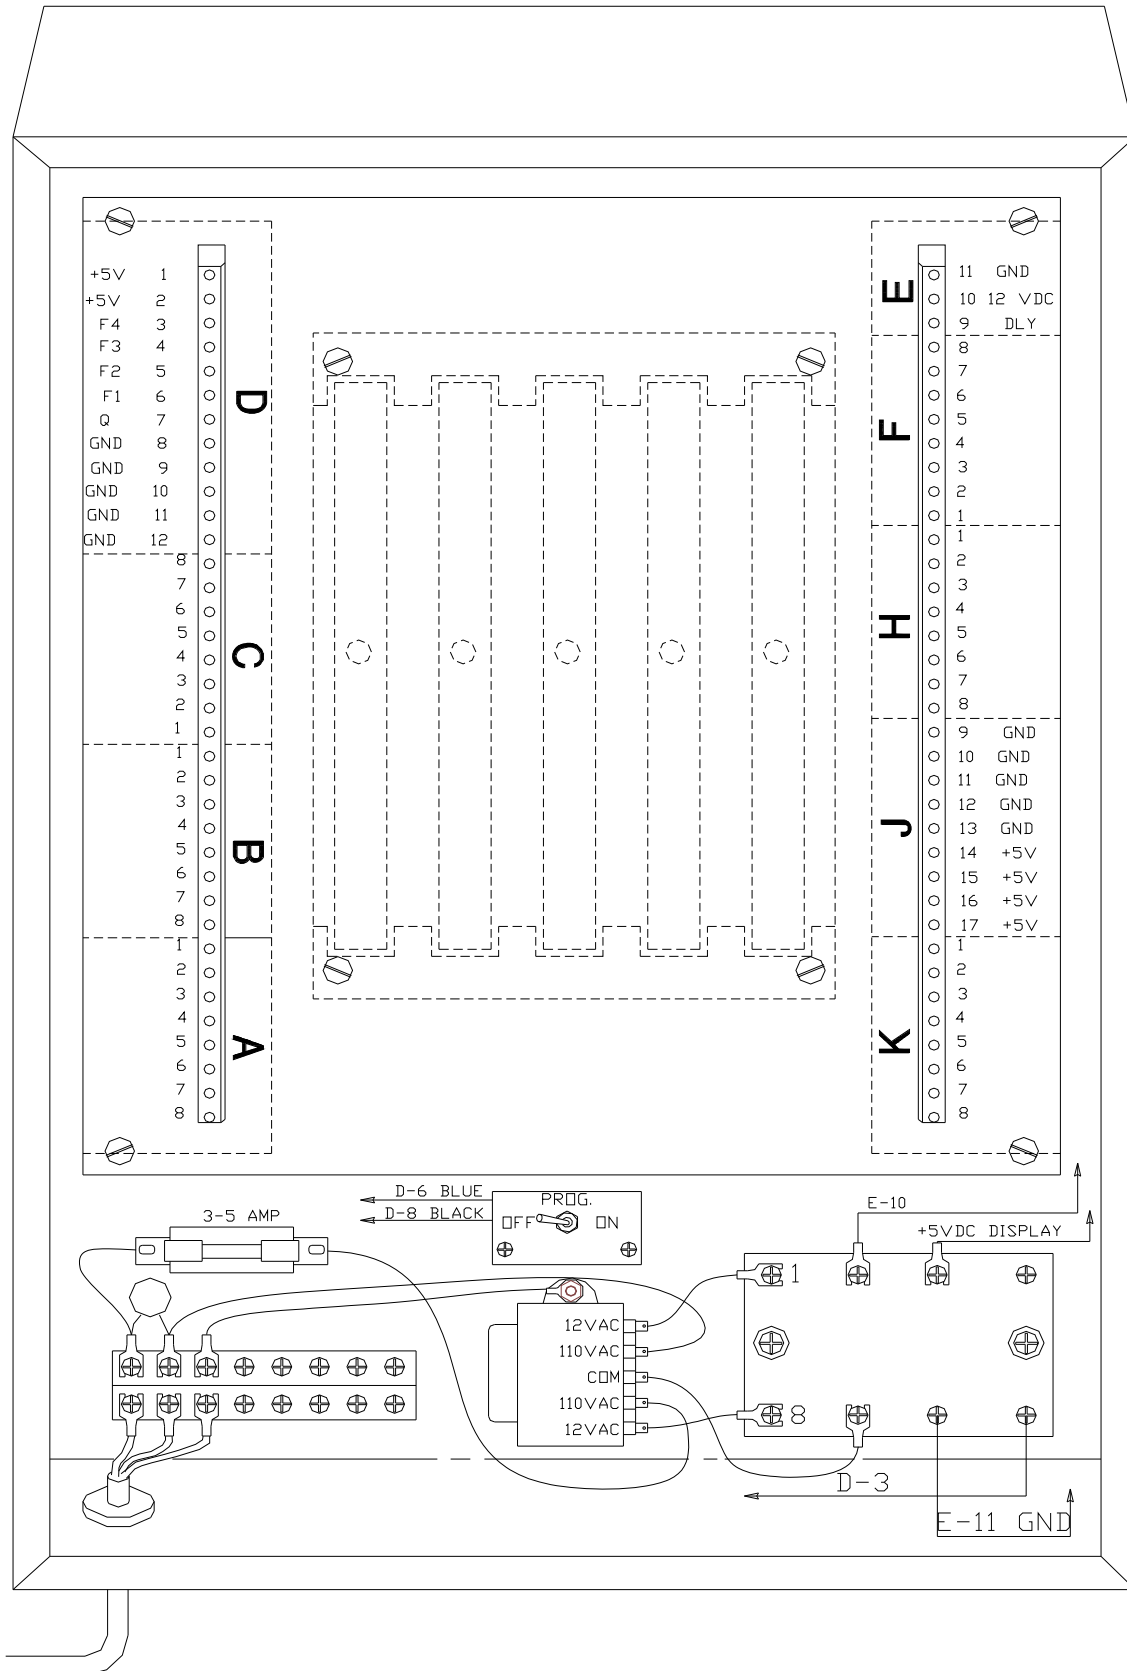 +5V 1
+5V 2
F4 3
F3 4
F2 5
F1 6
Q 7
GND 8
GND 9
GND 10
GND 11
GND 12
D
8
7
6
5
4
3
2
1
C
1
2
3
4
5
6
7
8
B
1
2
3
4
5
6
7
8
A
E
11 GND
10 12 VDC
9 DLY
F
8
7
6
5
4
3
2
1
H
1
2
3
4
5
6
7
8
J
9 GND
10 GND
11 GND
12 GND
13 GND
14 +5V
15 +5V
16 +5V
17 +5V
K
1
2
3
4
5
6
7
8
D-6 BLUE
D-8 BLACK
PROG.
OFF ON
3-5 AMP
E-10
+5VDC DISPLAY
1
12VAC
110VAC
COM
110VAC
12VAC
8
D-3
E-11 GND